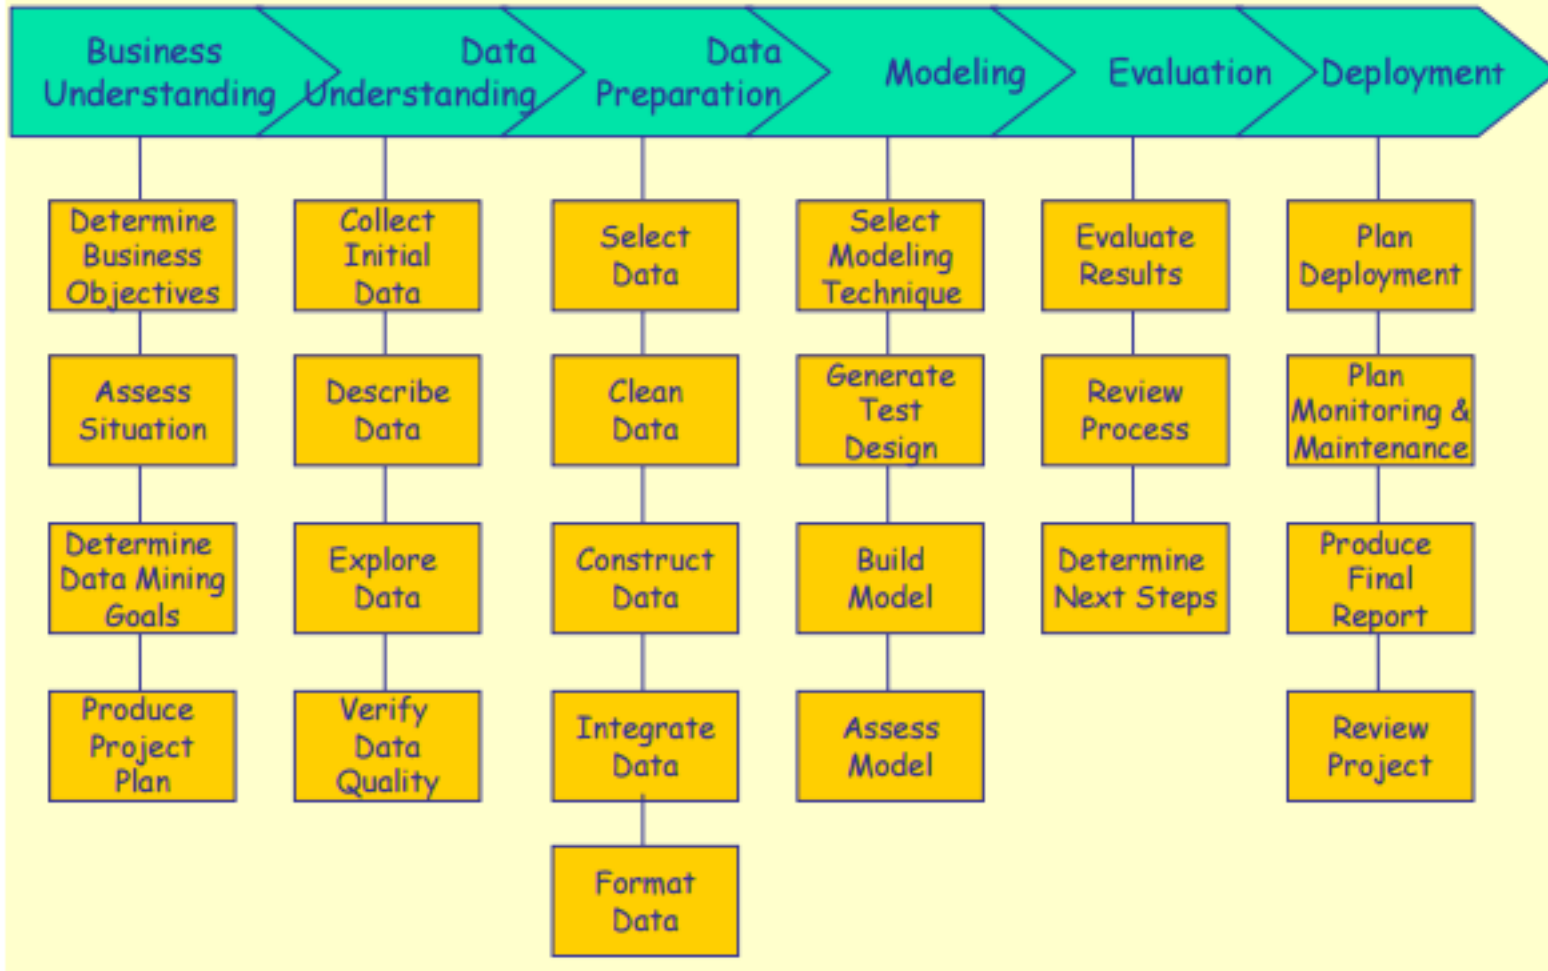 Business
Understanding
Data
Understanding
Data
Preparation
Modeling
Evaluation
Deployment
Determine
Business
Objectives
Assess
Situation
Determine
Data Mining
Goals
Produce
Project
Plan
Collect
Initial
Data
Describe
Data
Explore
Data
Verify
Data
Quality
Select
Data
Clean
Data
Construct
Data
Integrate
Data
Format
Data
Select
Modeling
Technique
Generate
Test
Design
Build
Model
Assess
Model
Evaluate
Results
Review
Process
Determine
Next Steps
Plan
Deployment
Plan
Monitoring &
Maintenance
Produce
Final
Report
Review
Project